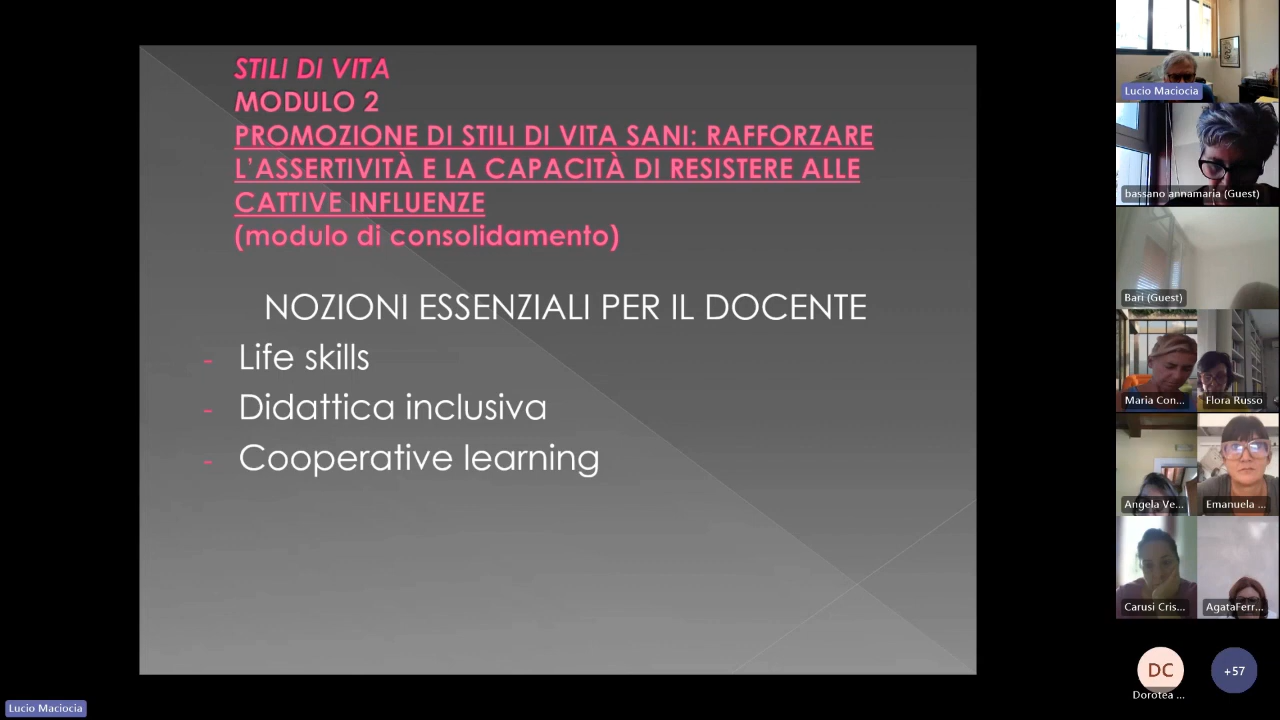 STILI DI VITA
MODULO 2
PROMOZIONE DI STILI DI VITA SANI: RAFFORZARE
L'ASSERTIVITÀ E LA CAPACITÀ DI RESISTERE ALLE
CATTIVE INFLUENZE
(modulo di consolidamento)
NOZIONI ESSENZIALI PER IL DOCENTE
- Life skills
- Didattica inclusiva
- Cooperative learning
Lucio Maciocia
bassano annamaria (Guest)
Bari (Guest)
Maria Con...
Flora Russo
Angela Ve...
Emanuela ...
Carusi Cris...
AgataFerr...
DC
Dorotea ...
+57
Lucio Maciocia